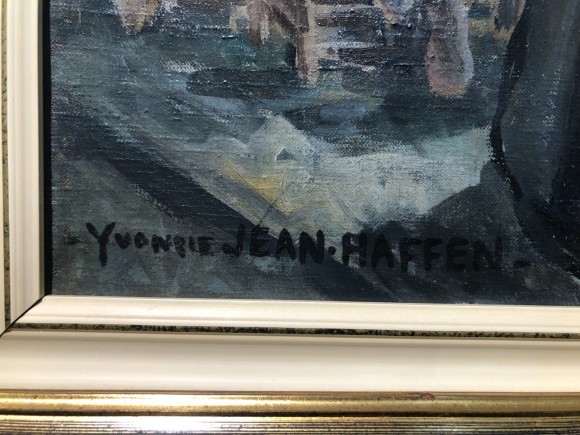 - YVONNE JEAN-HAFFEN -